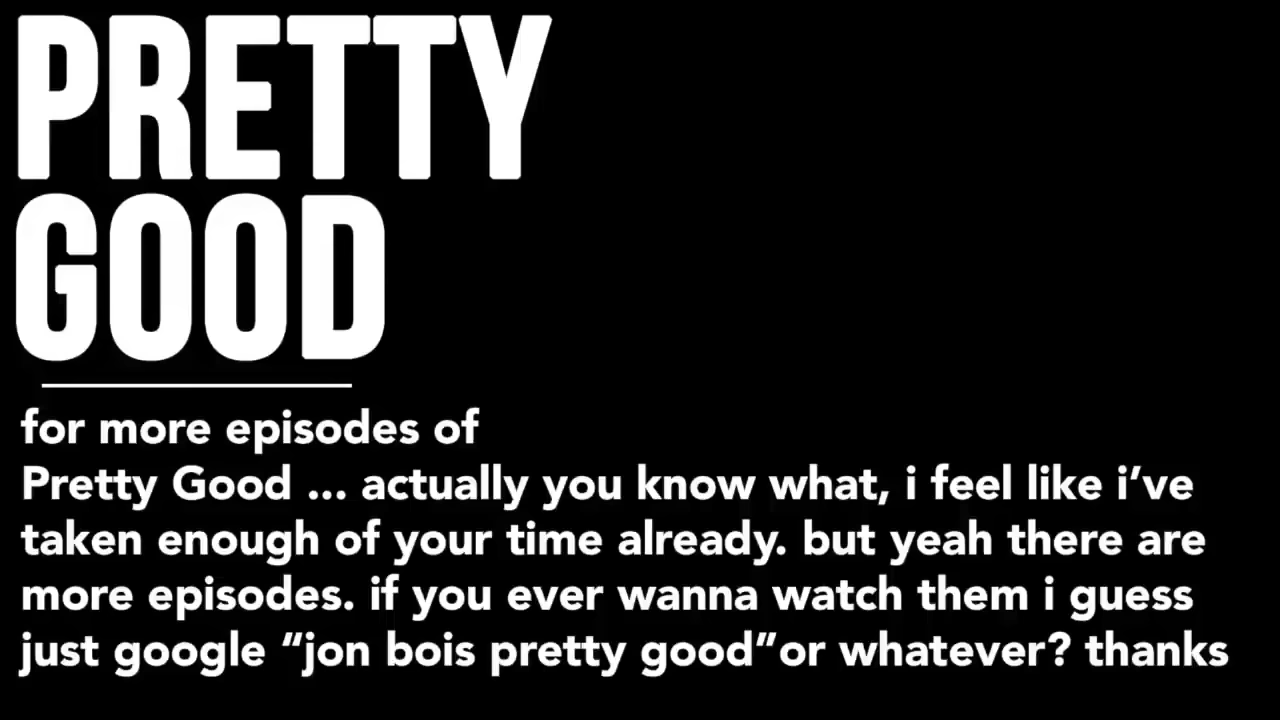 PRETTY
GOOD
for more episodes of
Pretty Good ... actually you know what, i feel like i’ve
taken enough of your time already. but yeah there are
more episodes. if you ever wanna watch them i guess
just google “jon bois pretty good”or whatever? thanks